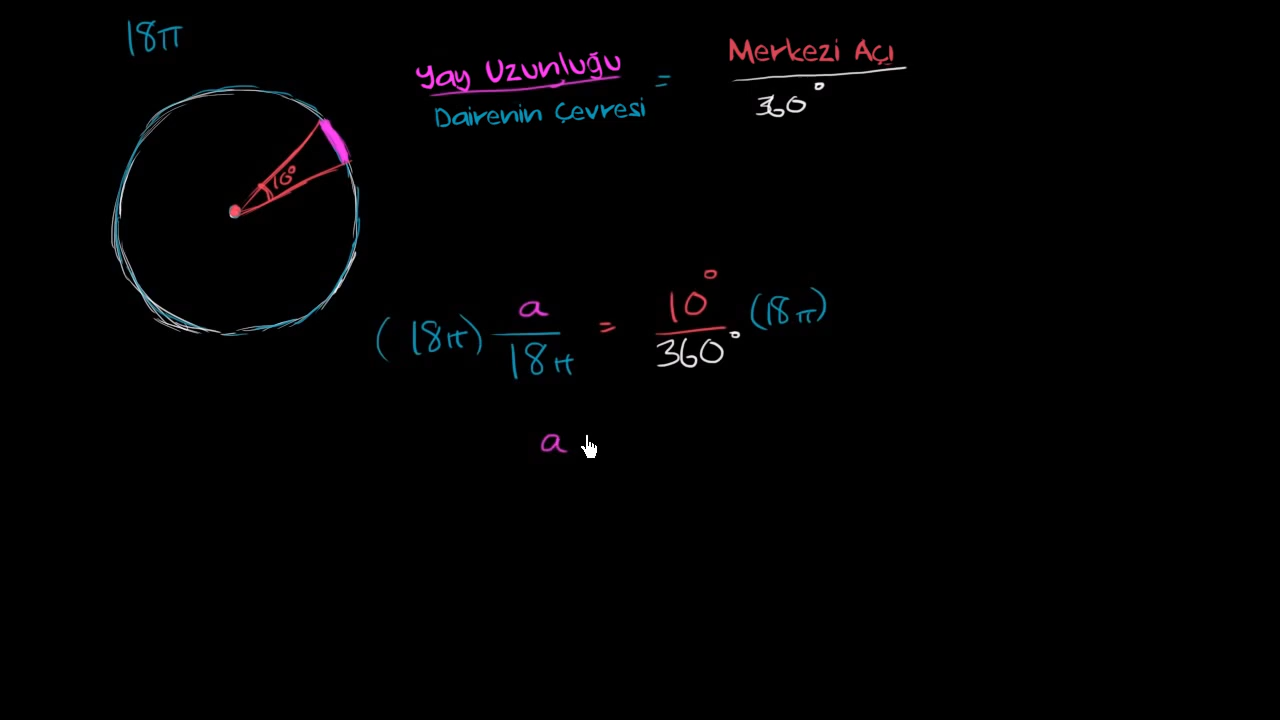 18π
Yay Uzunluğu / Dairenin Çevresi = Merkezi Açı / 360°
10°
(18π) a / 18π = 10° / 360° (18π)
a